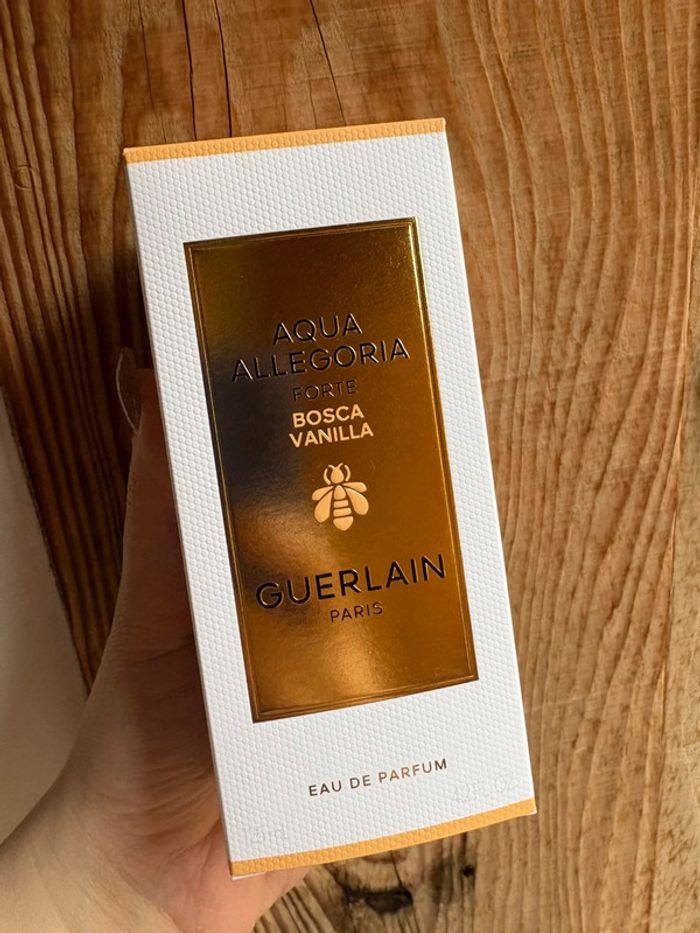 AQUA
ALLEGORIA
FORTE
BOSCA
VANILLA
GUERLAIN
PARIS
EAU DE PARFUM